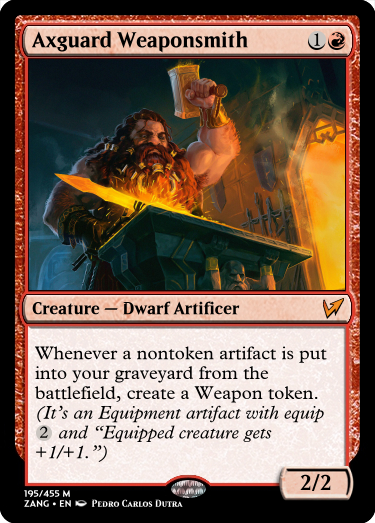 Axguard Weaponsmith 1
Creature — Dwarf Artificer
Whenever a nontoken artifact is put
into your graveyard from the
battlefield, create a Weapon token.
(It's an Equipment artifact with equip
2 and “Equipped creature gets
+1/+1.”)
2/2
195/455 M
ZANG • EN Pedro Carlos Dutra